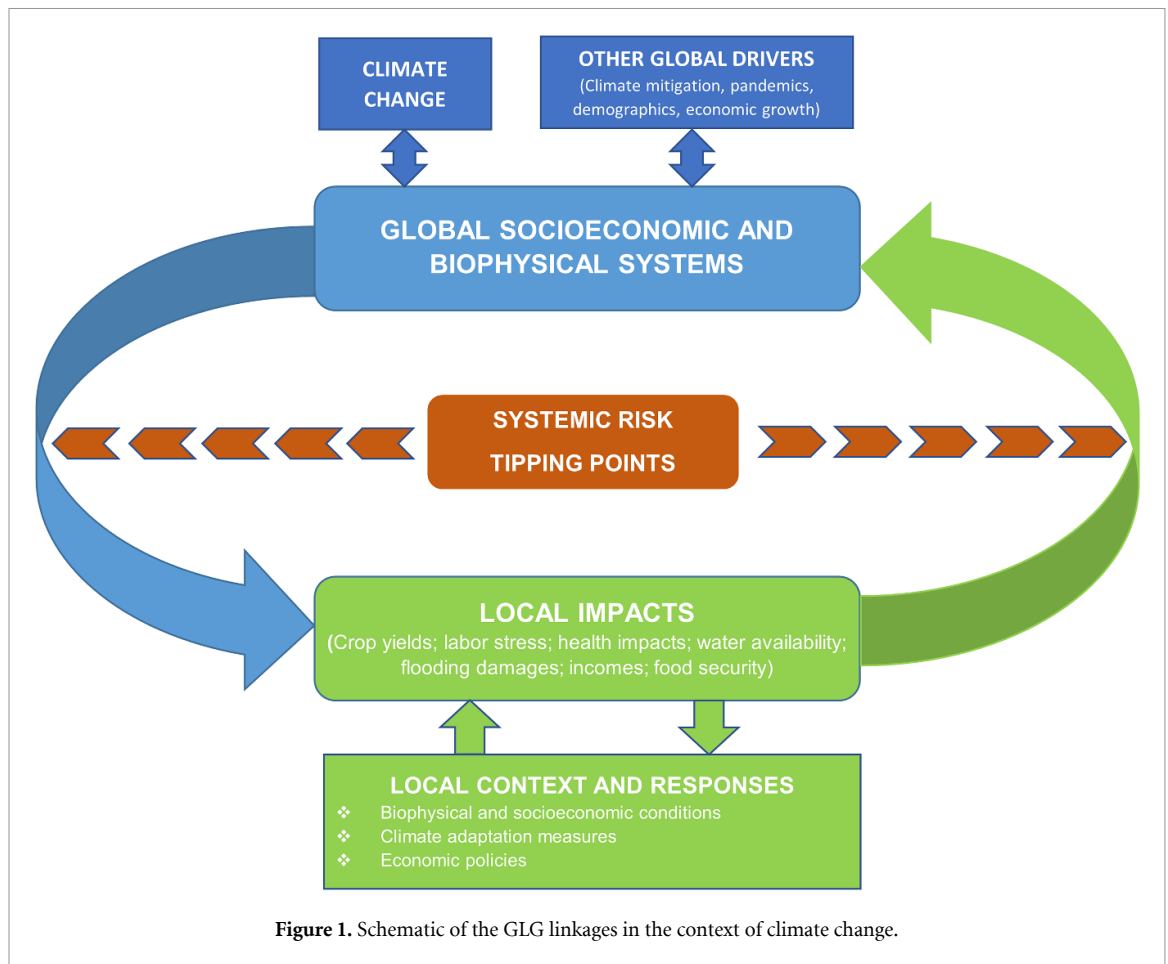 CLIMATE
CHANGE
OTHER GLOBAL DRIVERS
(Climate mitigation, pandemics,
demographics, economic growth)
GLOBAL SOCIOECONOMIC AND
BIOPHYSICAL SYSTEMS
SYSTEMIC RISK
TIPPING POINTS
LOCAL IMPACTS
(Crop yields; labor stress; health impacts; water availability;
flooding damages; incomes; food security)
LOCAL CONTEXT AND RESPONSES
❖ Biophysical and socioeconomic conditions
❖ Climate adaptation measures
❖ Economic policies
Figure 1. Schematic of the GLG linkages in the context of climate change.